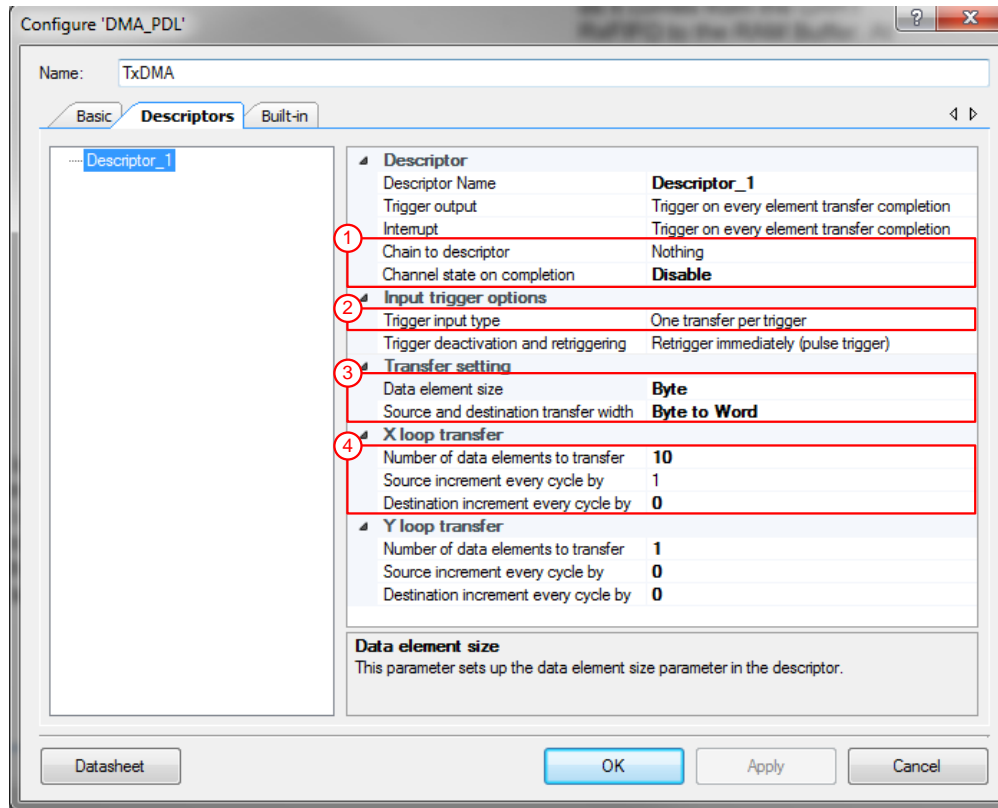 Configure 'DMA_PDL'
Name: TxDMA
Basic Descriptors Built-in
Descriptor_1
Descriptor
Descriptor Name Descriptor_1
Trigger output Trigger on every element transfer completion
Interrupt Trigger on every element transfer completion
1
Chain to descriptor Nothing
Channel state on completion Disable
Input trigger options
2
Trigger input type One transfer per trigger
Trigger deactivation and retriggering Retrigger immediately (pulse trigger)
Transfer setting
3
Data element size Byte
Source and destination transfer width Byte to Word
X loop transfer
4
Number of data elements to transfer 10
Source increment every cycle by 1
Destination increment every cycle by 0
Y loop transfer
Number of data elements to transfer 1
Source increment every cycle by 0
Destination increment every cycle by 0
Data element size
This parameter sets up the data element size parameter in the descriptor.
Datasheet OK Apply Cancel